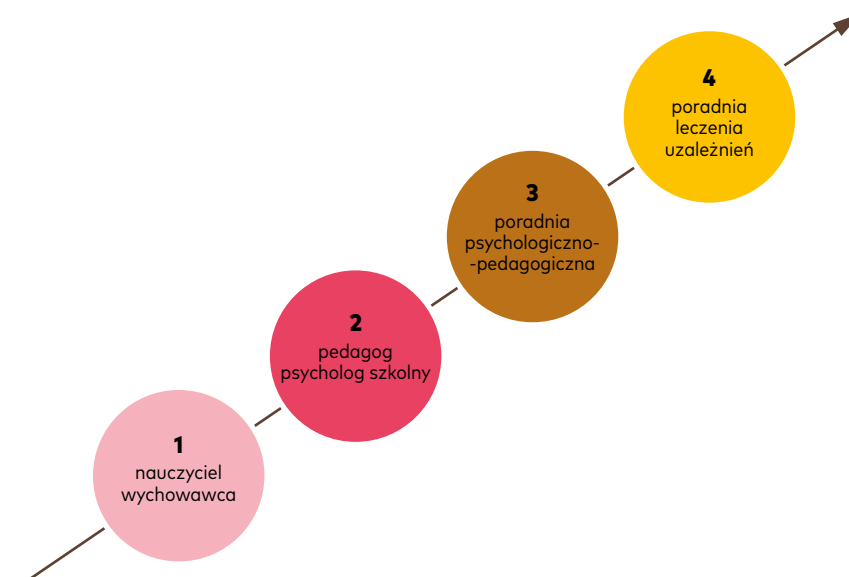 1
nauczyciel
wychowawca
2
pedagog
psycholog szkolny
3
poradnia
psychologiczno-
-pedagogiczna
4
poradnia
leczenia
uzależnień